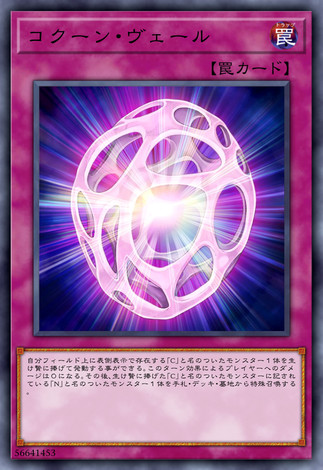 コクーン・ヴェール
トラップ
罠
【罠カード】
自分フィールド上に表側表示で存在する「C」と名のついたモンスター１体を生
け贄に捧げて発動する事ができる。このターン効果によるプレイヤーへのダメ
ージは０になる。その後、生け贄に捧げた「C」と名のついたモンスターに記され
ている「N」と名のついたモンスター１体を手札・デッキ・墓地から特殊召喚する
。
56641453